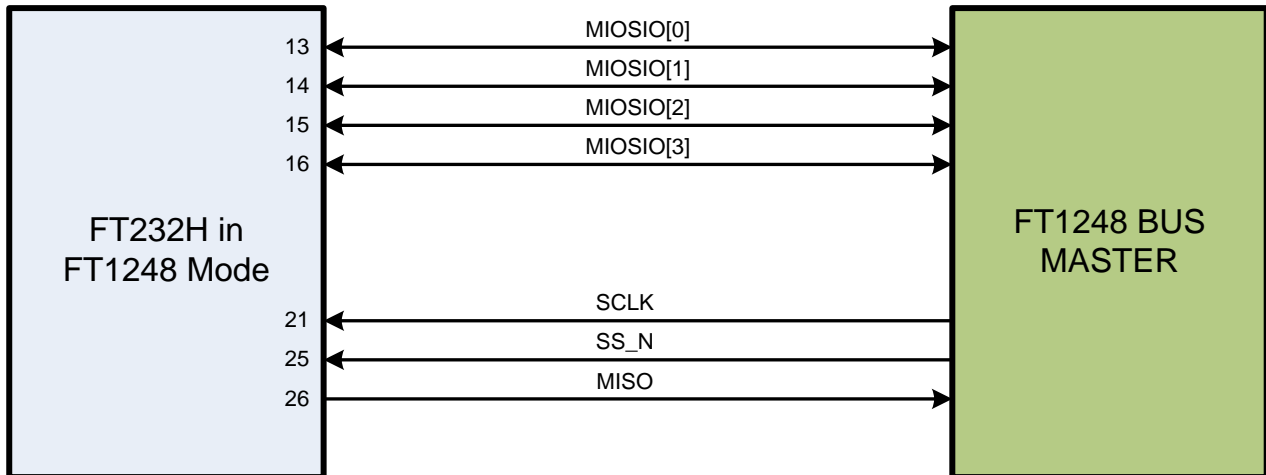 13
MIOSIO[0]
14
MIOSIO[1]
15
MIOSIO[2]
16
MIOSIO[3]
FT232H in
FT1248 Mode
FT1248 BUS
MASTER
21
SCLK
25
SS_N
26
MISO